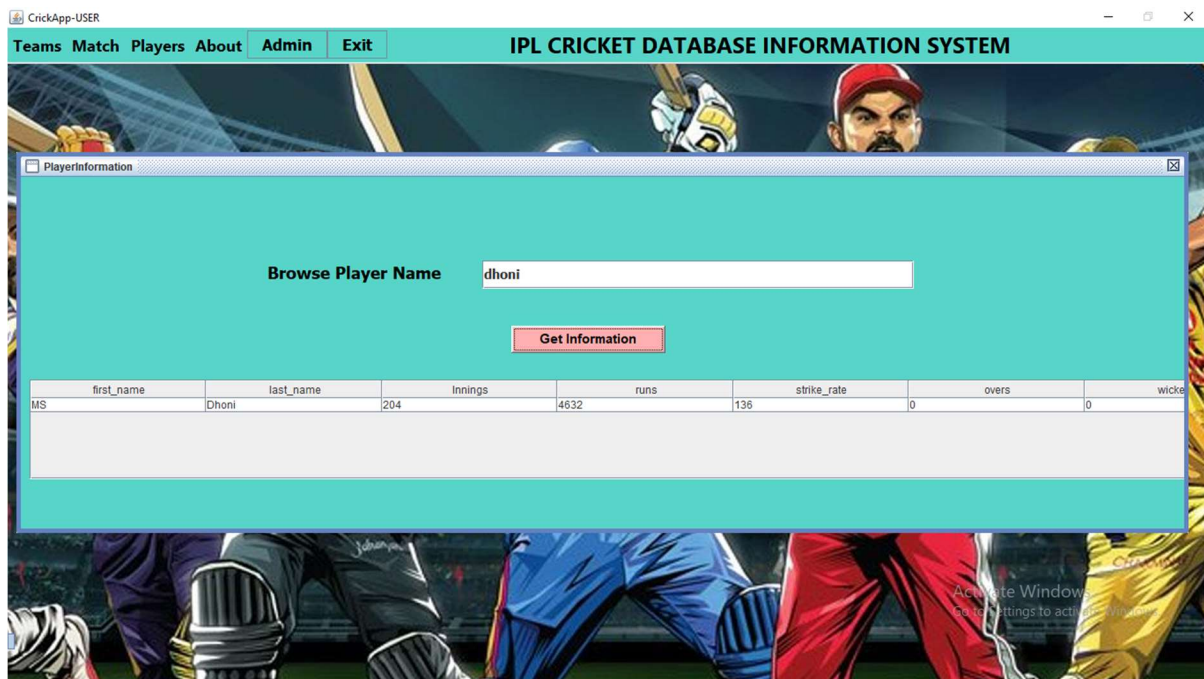 CrickApp-USER
Teams Match Players About Admin Exit IPL CRICKET DATABASE INFORMATION SYSTEM
PlayerInformation
Browse Player Name dhoni
Get Information
first_name last_name Innings runs strike_rate overs wicke
MS Dhoni 204 4632 136 0 0
Activate Windows
Go to Settings to activate Windows.